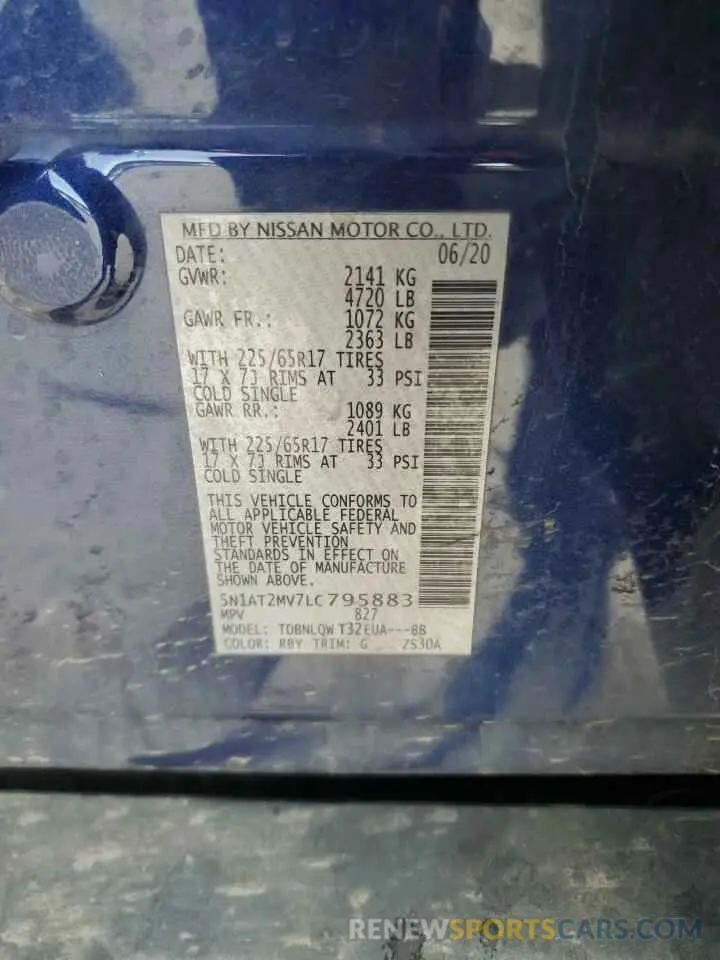 MFD BY NISSAN MOTOR CO., LTD.
DATE: 06/20
GVWR: 2141 KG
4720 LB
GAWR FR.: 1072 KG
2363 LB
WITH 225/65R17 TIRES
17 X 7J RIMS AT 33 PSI
COLD SINGLE
GAWR RR.: 1089 KG
2401 LB
WITH 225/65R17 TIRES
17 X 7J RIMS AT 33 PSI
COLD SINGLE
THIS VEHICLE CONFORMS TO
ALL APPLICABLE FEDERAL
MOTOR VEHICLE SAFETY AND
THEFT PREVENTION
STANDARDS IN EFFECT ON
THE DATE OF MANUFACTURE
SHOWN ABOVE.
5N1AT2MV7LC795883
MPV 827
MODEL: TDBNLQW T32EUA---BB
COLOR: RBY TRIM: G ZS30A
RENEWSPORTSCARS.COM